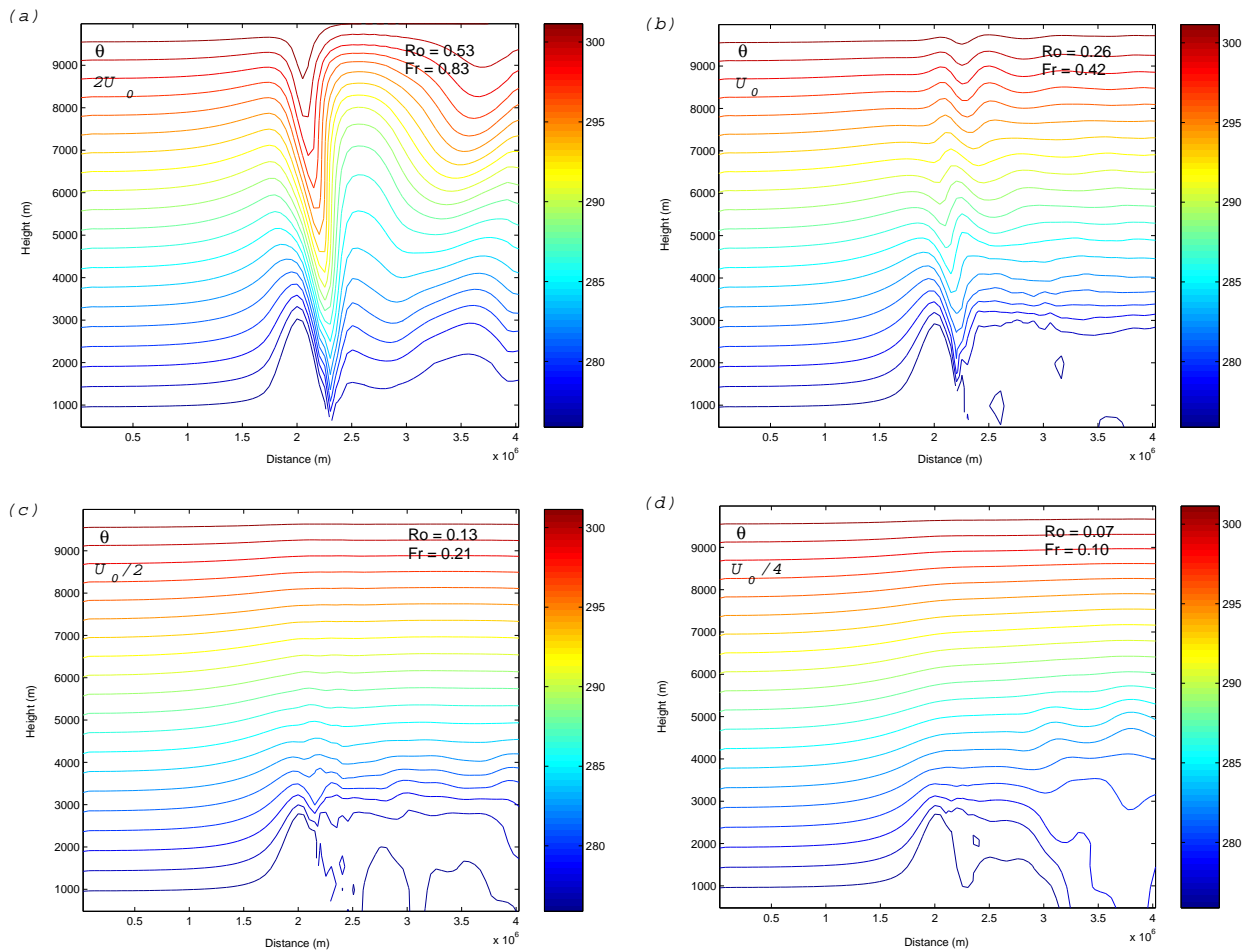 (a)
θ
2U_0
Ro = 0.53
Fr = 0.83
Height (m)
9000
8000
7000
6000
5000
4000
3000
2000
1000
0.5
1
1.5
2
2.5
3
3.5
4
Distance (m)
x 10^6
300
295
290
285
280
(b)
θ
U_0
Ro = 0.26
Fr = 0.42
Height (m)
9000
8000
7000
6000
5000
4000
3000
2000
1000
0.5
1
1.5
2
2.5
3
3.5
4
Distance (m)
x 10^6
300
295
290
285
280
(c)
θ
U_0/2
Ro = 0.13
Fr = 0.21
Height (m)
9000
8000
7000
6000
5000
4000
3000
2000
1000
0.5
1
1.5
2
2.5
3
3.5
4
Distance (m)
x 10^6
300
295
290
285
280
(d)
θ
U_0/4
Ro = 0.07
Fr = 0.10
Height (m)
9000
8000
7000
6000
5000
4000
3000
2000
1000
0.5
1
1.5
2
2.5
3
3.5
4
Distance (m)
x 10^6
300
295
290
285
280